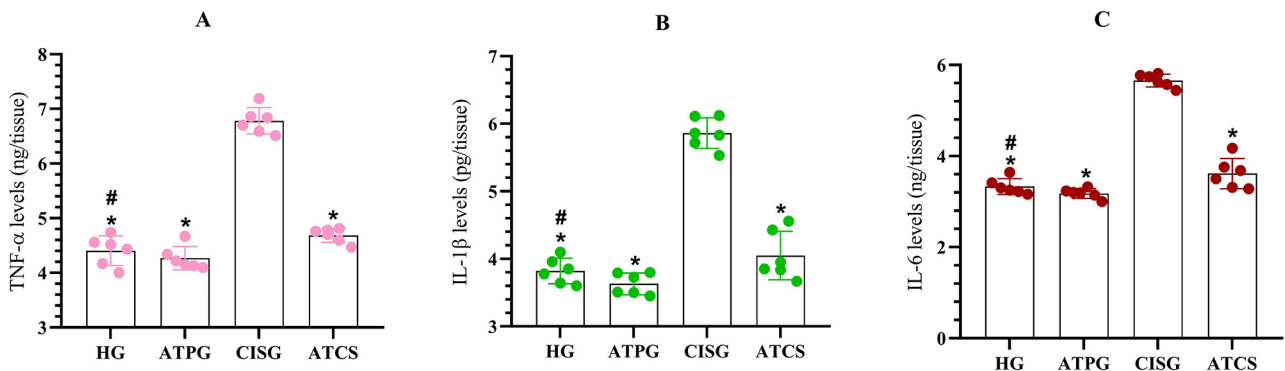 A
TNF-α levels (ng/tissue)
8
7
6
5
4
3
#
*
*
*
HG
ATPG
CISG
ATCS
B
IL-1β levels (pg/tissue)
7
6
5
4
3
#
*
*
*
HG
ATPG
CISG
ATCS
C
IL-6 levels (ng/tissue)
6
4
2
0
#
*
*
*
HG
ATPG
CISG
ATCS